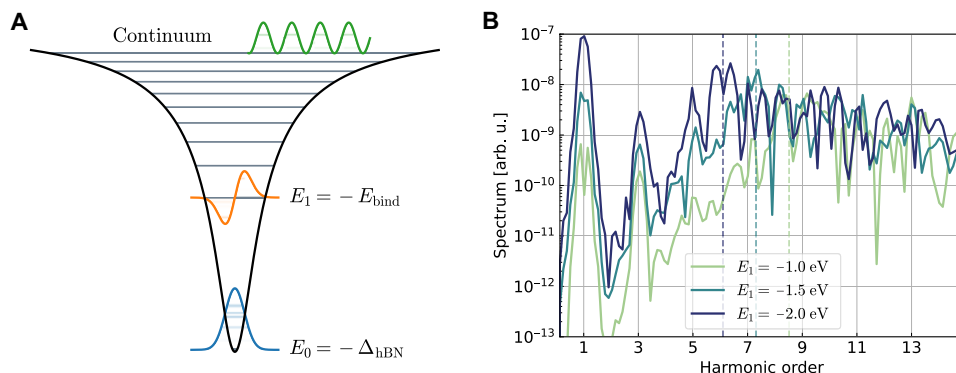 A
Continuum
E₁ = −E_bind
E₀ = −Δ_hBN
B
Spectrum [arb. u.]
10⁻⁷
10⁻⁸
10⁻⁹
10⁻¹⁰
10⁻¹¹
10⁻¹²
10⁻¹³
E₁ = −1.0 eV
E₁ = −1.5 eV
E₁ = −2.0 eV
1 3 5 7 9 11 13
Harmonic order